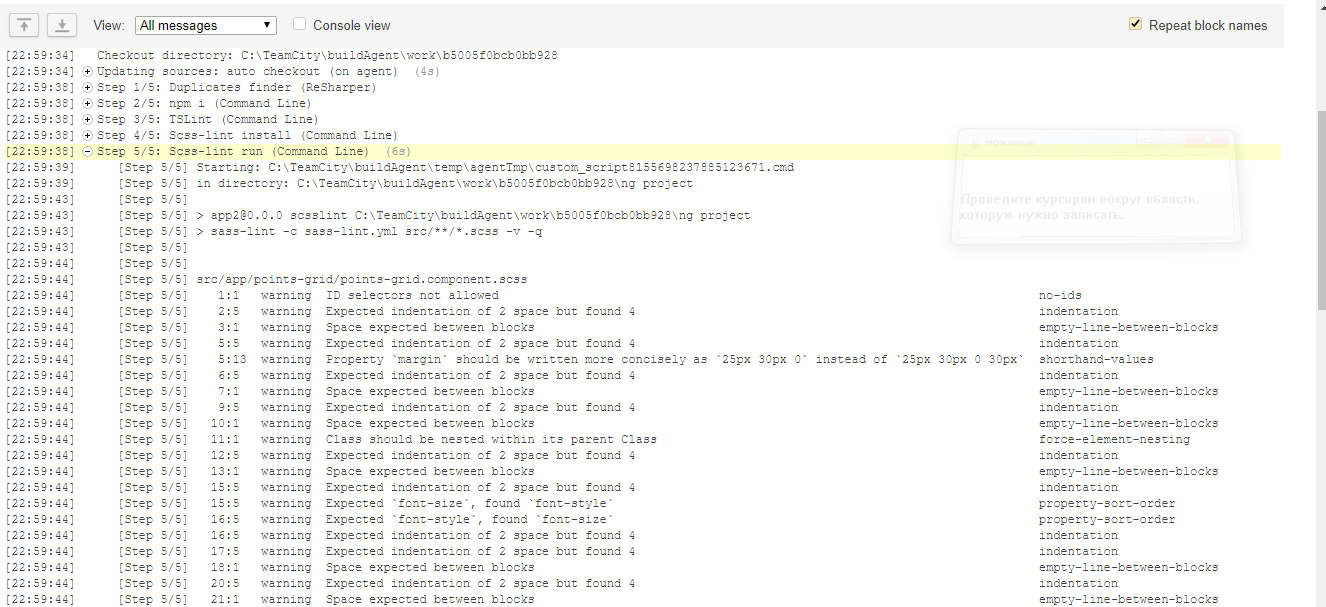 View: All messages Console view Repeat block names
[22:59:34] Checkout directory: C:\TeamCity\buildAgent\work\b5005f0bcb0bb928
[22:59:34] Updating sources: auto checkout (on agent) (4s)
[22:59:38] Step 1/5: Duplicates finder (ReSharper)
[22:59:38] Step 2/5: npm i (Command Line)
[22:59:38] Step 3/5: TSLint (Command Line)
[22:59:38] Step 4/5: Scss-lint install (Command Line)
[22:59:38] Step 5/5: Scss-lint run (Command Line) (6s)
[22:59:39] [Step 5/5] Starting: C:\TeamCity\buildAgent\temp\agentTmp\custom_script8155698237885123671.cmd
[22:59:39] [Step 5/5] in directory: C:\TeamCity\buildAgent\work\b5005f0bcb0bb928\ng project
[22:59:43] [Step 5/5]
[22:59:43] [Step 5/5] > app2@0.0.0 scsslint C:\TeamCity\buildAgent\work\b5005f0bcb0bb928\ng project
[22:59:43] [Step 5/5] > sass-lint -c sass-lint.yml src/**/*.scss -v -q
[22:59:43] [Step 5/5]
[22:59:44] [Step 5/5]
[22:59:44] [Step 5/5] src/app/points-grid/points-grid.component.scss
[22:59:44] [Step 5/5] 1:1 warning ID selectors not allowed no-ids
[22:59:44] [Step 5/5] 2:5 warning Expected indentation of 2 space but found 4 indentation
[22:59:44] [Step 5/5] 3:1 warning Space expected between blocks empty-line-between-blocks
[22:59:44] [Step 5/5] 5:5 warning Expected indentation of 2 space but found 4 indentation
[22:59:44] [Step 5/5] 5:13 warning Property `margin` should be written more concisely as `25px 30px 0` instead of `25px 30px 0 30px` shorthand-values
[22:59:44] [Step 5/5] 6:5 warning Expected indentation of 2 space but found 4 indentation
[22:59:44] [Step 5/5] 7:1 warning Space expected between blocks empty-line-between-blocks
[22:59:44] [Step 5/5] 9:5 warning Expected indentation of 2 space but found 4 indentation
[22:59:44] [Step 5/5] 10:1 warning Space expected between blocks empty-line-between-blocks
[22:59:44] [Step 5/5] 11:1 warning Class should be nested within its parent Class force-element-nesting
[22:59:44] [Step 5/5] 12:5 warning Expected indentation of 2 space but found 4 indentation
[22:59:44] [Step 5/5] 13:1 warning Space expected between blocks empty-line-between-blocks
[22:59:44] [Step 5/5] 15:5 warning Expected indentation of 2 space but found 4 indentation
[22:59:44] [Step 5/5] 15:5 warning Expected `font-size`, found `font-style` property-sort-order
[22:59:44] [Step 5/5] 16:5 warning Expected `font-style`, found `font-size` property-sort-order
[22:59:44] [Step 5/5] 16:5 warning Expected indentation of 2 space but found 4 indentation
[22:59:44] [Step 5/5] 17:5 warning Expected indentation of 2 space but found 4 indentation
[22:59:44] [Step 5/5] 18:1 warning Space expected between blocks empty-line-between-blocks
[22:59:44] [Step 5/5] 20:5 warning Expected indentation of 2 space but found 4 indentation
[22:59:44] [Step 5/5] 21:1 warning Space expected between blocks empty-line-between-blocks
Ножницы
Проведите курсором вокруг области,
которую нужно записать.